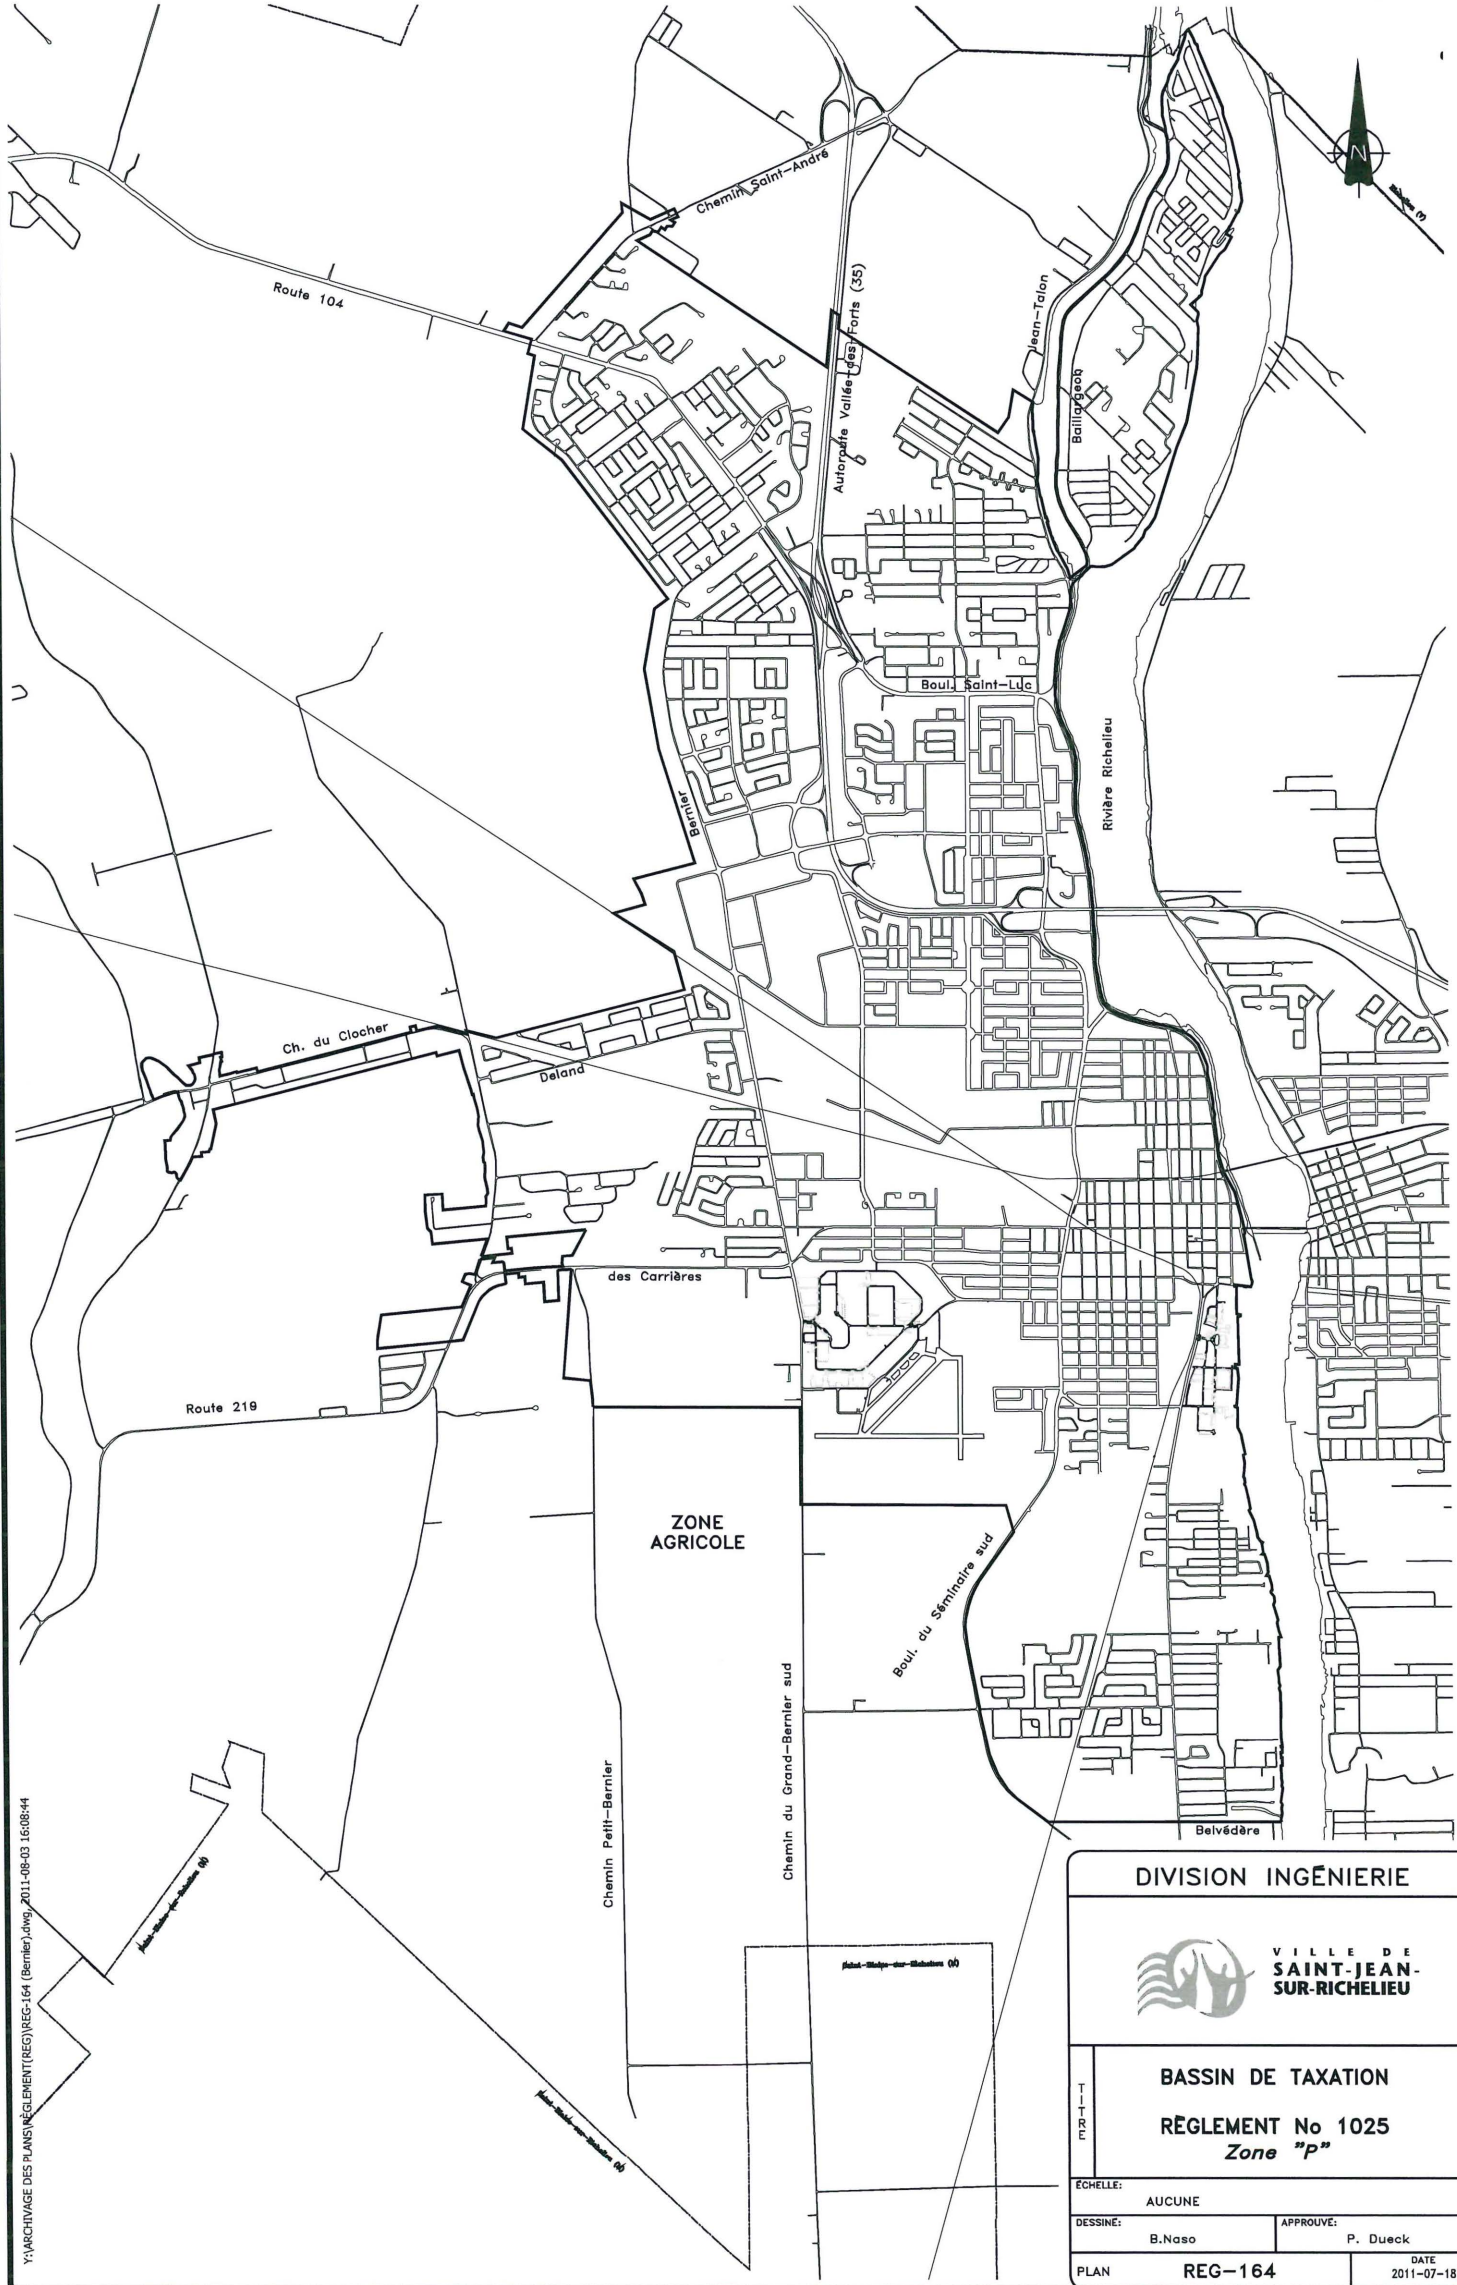 N
Chemin Saint-André
Route 104
Autoroute Vallée-des-Forts (35)
Jean-Talon
Baillargeon
Boul. Saint-Luc
Rivière Richelieu
Bernier
Ch. du Clocher
Deland
des Carrières
Route 219
ZONE
AGRICOLE
Boul. du Séminaire sud
Chemin du Grand-Bernier sud
Chemin Petit-Bernier
Belvédère
Y:\ARCHIVAGE DES PLANS\RÈGLEMENT(REG)\REG-164 (Bernier).dwg, 2011-08-03 16:08:44
DIVISION INGÉNIERIE
VILLE DE
SAINT-JEAN-
SUR-RICHELIEU
TITRE
BASSIN DE TAXATION
RÈGLEMENT No 1025
Zone "P"
ÉCHELLE:
AUCUNE
DESSINÉ:
B.Naso
APPROUVÉ:
P. Dueck
PLAN
REG-164
DATE
2011-07-18